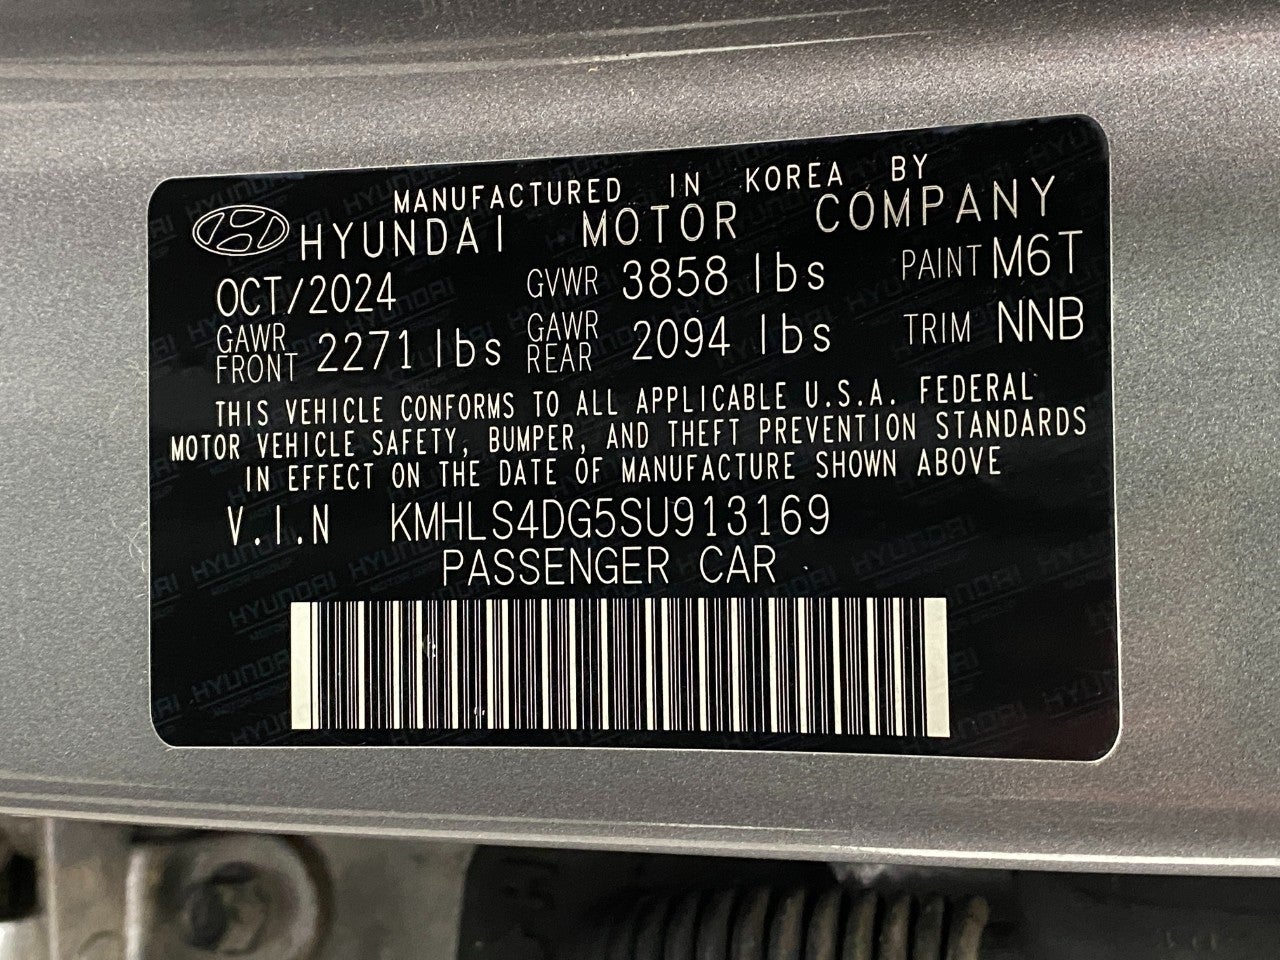 MANUFACTURED IN KOREA BY
HYUNDAI MOTOR COMPANY
OCT/2024 GVWR 3858 lbs PAINT M6T
GAWR FRONT 2271 lbs GAWR REAR 2094 lbs TRIM NNB
THIS VEHICLE CONFORMS TO ALL APPLICABLE U.S.A. FEDERAL
MOTOR VEHICLE SAFETY, BUMPER, AND THEFT PREVENTION STANDARDS
IN EFFECT ON THE DATE OF MANUFACTURE SHOWN ABOVE
V.I.N KMHLS4DG5SU913169
PASSENGER CAR